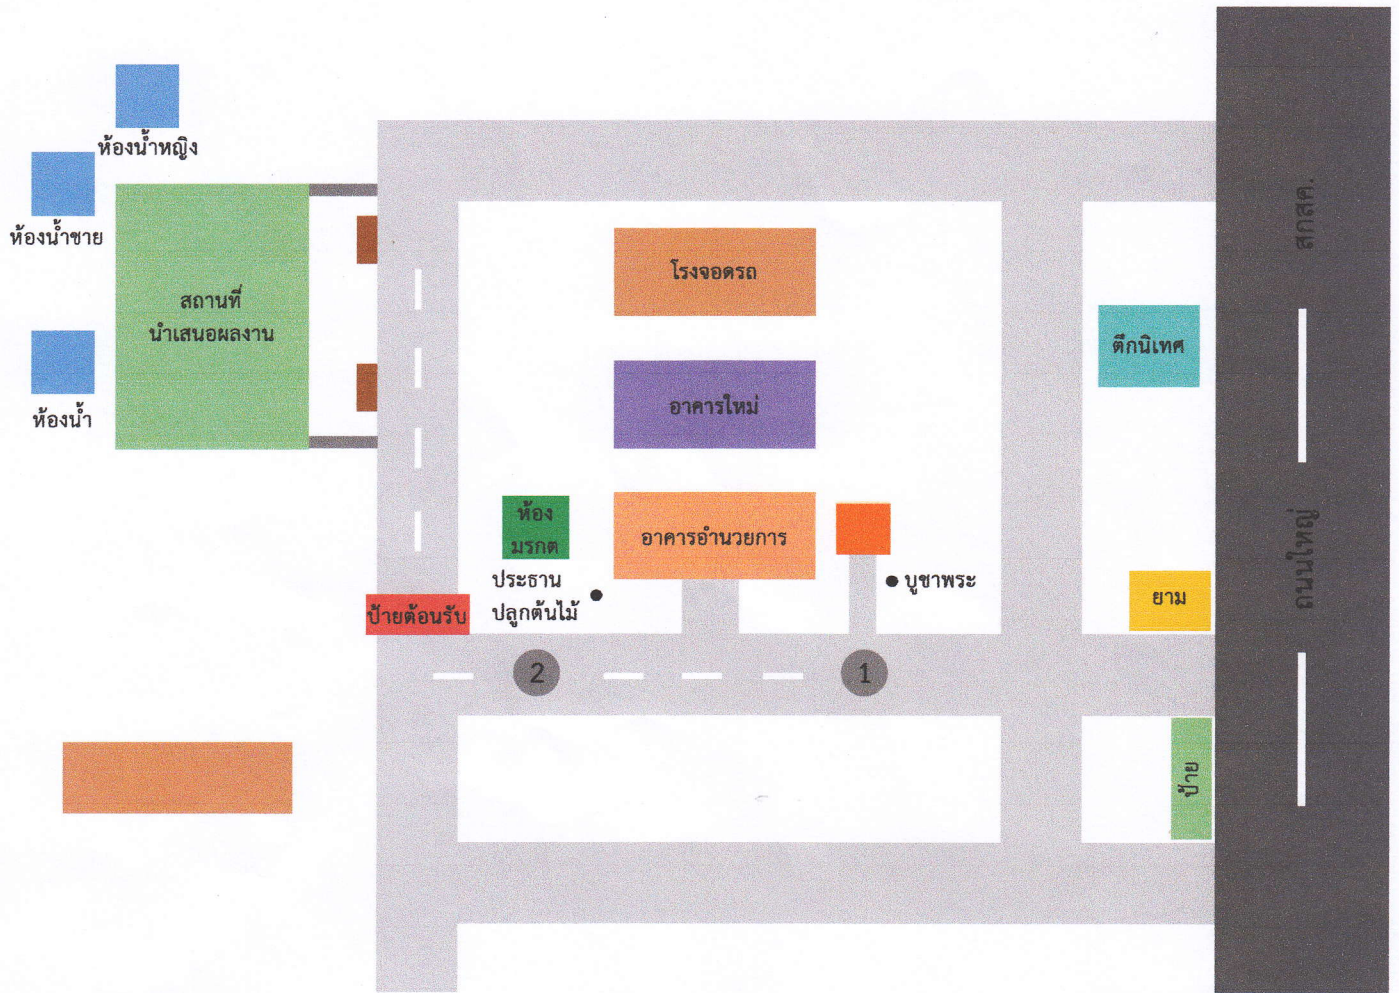 ห้องน้ำหญิง
สกสค.
ห้องน้ำชาย
โรงจอดรถ
สถานที่
นำเสนอผลงาน
ตึกนิเทศ
อาคารใหม่
ห้องน้ำ
ห้อง
มรกต
อาคารอำนวยการ
ถนนใหญ่
ประธาน
ปลูกต้นไม้
บูชาพระ
ยาม
ป้ายต้อนรับ
2
1
ป้าย